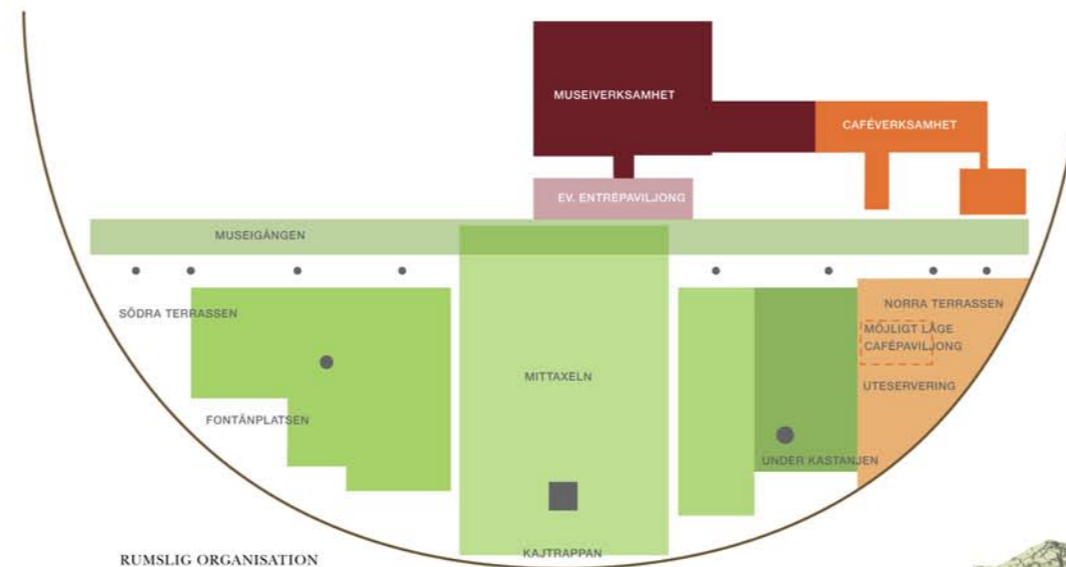 MUSEIVERKSAMHET
CAFÉVERKSAMHET
EV. ENTRÉPAVILJONG
MUSEIGÅNGEN
SÖDRA TERRASSEN
NORRA TERRASSEN
MÖJLIGT LÄGE
CAFÉPAVILJONG
MITTAXELN
UTESERVERING
FONTÄNPLATSEN
UNDER KASTANJEN
KAJTRAPPAN
RUMSLIG ORGANISATION